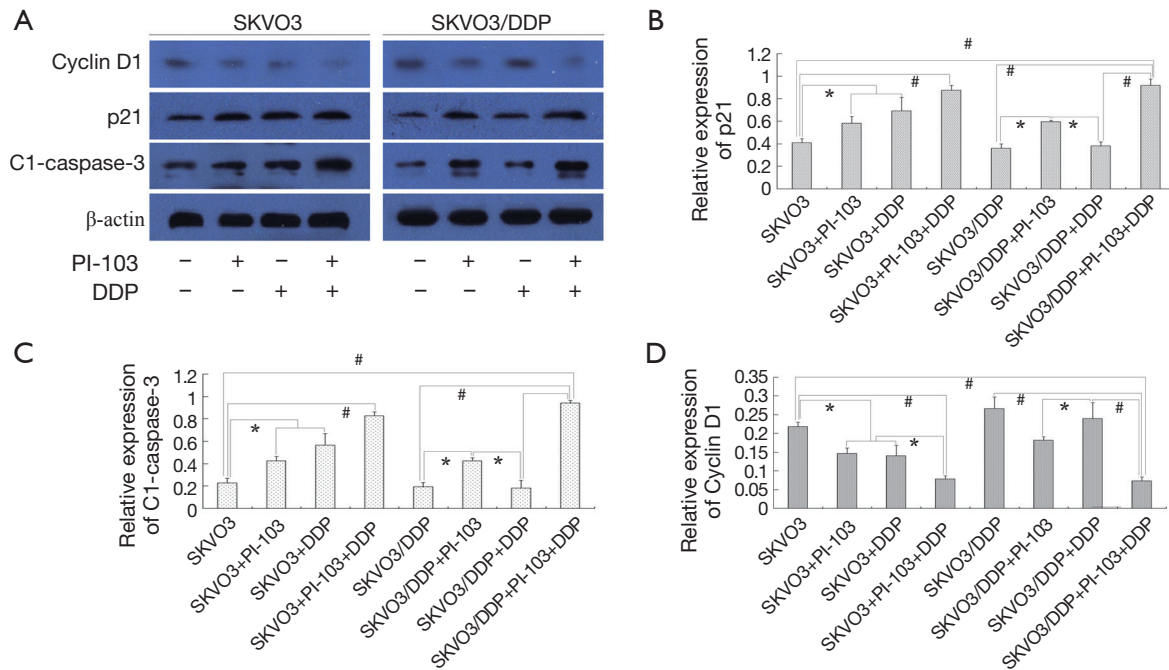 A
SKVO3 SKVO3/DDP
Cyclin D1
p21
C1-caspase-3
β-actin
PI-103 – + – + – + – +
DDP – – + + – – + +
B
Relative expression
of p21
1.2
1
0.8
0.6
0.4
0.2
0
* # # # * * #
SKVO3
SKVO3+PI-103
SKVO3+DDP
SKVO3+PI-103+DDP
SKVO3/DDP
SKVO3/DDP+PI-103
SKVO3/DDP+DDP
SKVO3/DDP+PI-103+DDP
C
Relative expression
of C1-caspase-3
1.2
1
0.8
0.6
0.4
0.2
0
* # # # * *
SKVO3
SKVO3+PI-103
SKVO3+DDP
SKVO3+PI-103+DDP
SKVO3/DDP
SKVO3/DDP+PI-103
SKVO3/DDP+DDP
SKVO3/DDP+PI-103+DDP
D
Relative expression
of Cyclin D1
0.35
0.3
0.25
0.2
0.15
0.1
0.05
0
* # * # # * #
SKVO3
SKVO3+PI-103
SKVO3+DDP
SKVO3+PI-103+DDP
SKVO3/DDP
SKVO3/DDP+PI-103
SKVO3/DDP+DDP
SKVO3/DDP+PI-103+DDP